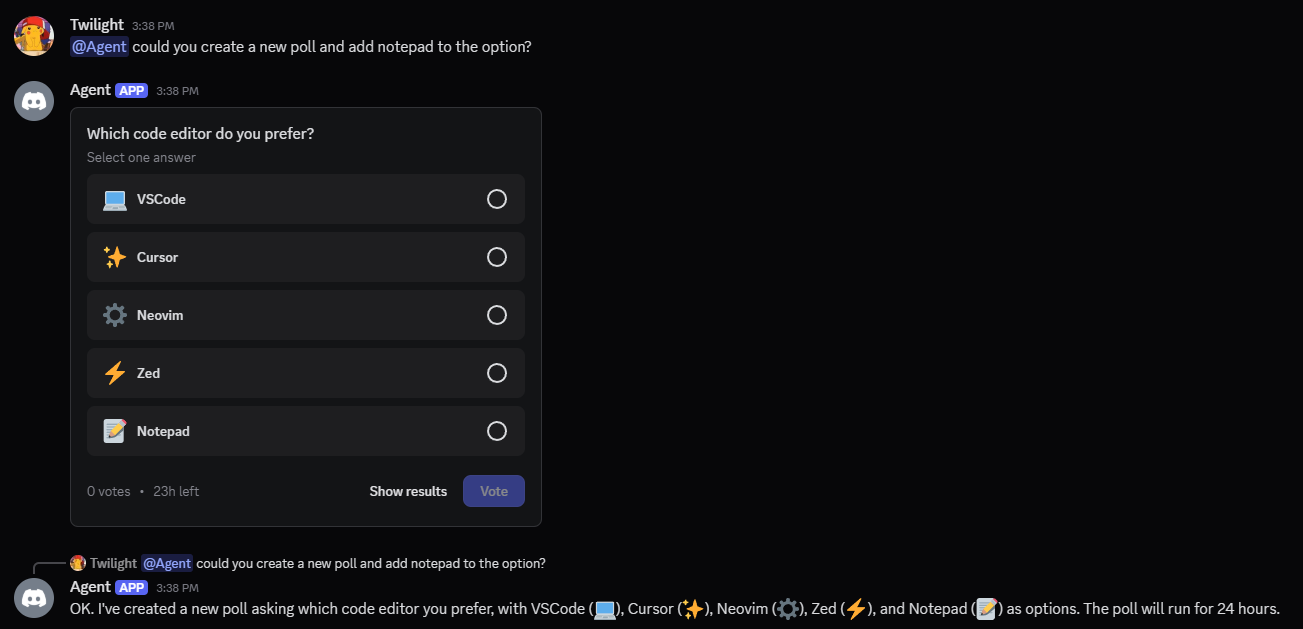 Twilight 3:38 PM
@Agent could you create a new poll and add notepad to the option?
Agent APP 3:38 PM
Which code editor do you prefer?
Select one answer
VSCode
Cursor
Neovim
Zed
Notepad
0 votes • 23h left Show results Vote
Twilight @Agent could you create a new poll and add notepad to the option?
Agent APP 3:38 PM
OK. I've created a new poll asking which code editor you prefer, with VSCode (💻), Cursor (✨), Neovim (⚙️), Zed (⚡), and Notepad (📝) as options. The poll will run for 24 hours.